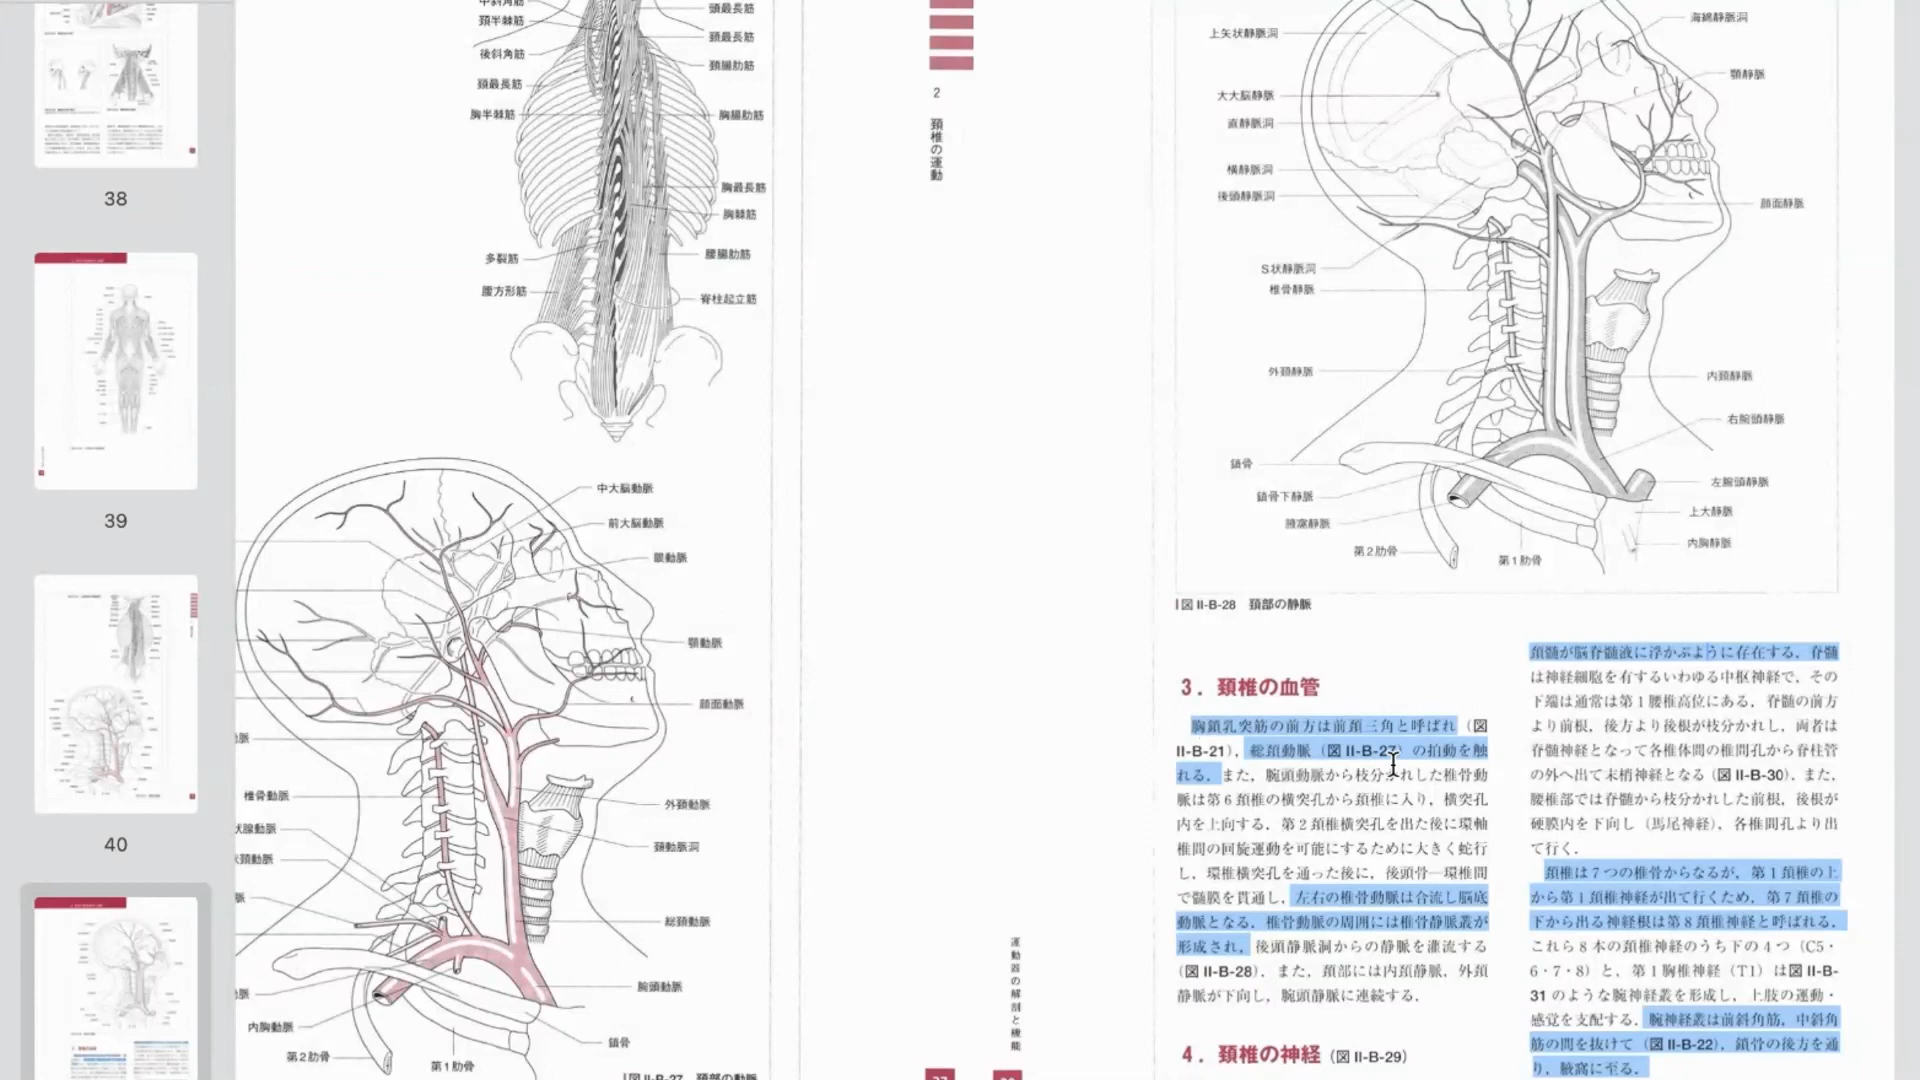 38
39
40
中斜角筋
頸半棘筋
後斜角筋
頸最長筋
胸半棘筋
多裂筋
腰方形筋
頭最長筋
頸最長筋
頸腸肋筋
胸腸肋筋
胸最長筋
胸棘筋
腰腸肋筋
脊柱起立筋
中大脳動脈
前大脳動脈
眼動脈
顎動脈
顔面動脈
外頸動脈
頸動脈洞
総頸動脈
腕頭動脈
鎖骨
椎骨動脈
状腺動脈
内胸動脈
第2肋骨
第1肋骨
図 II-B-27 頚部の動脈
2 頚椎の運動
運動器の解剖と機能
上矢状静脈洞
大大脳静脈
直静脈洞
横静脈洞
後頭静脈洞
S状静脈洞
椎骨静脈
外頸静脈
鎖骨
鎖骨下静脈
腋窩静脈
第2肋骨
第1肋骨
海綿静脈洞
顎静脈
顔面静脈
内頸静脈
右腕頭静脈
左腕頭静脈
上大静脈
内胸静脈
図 II-B-28 頚部の静脈
3．頚椎の血管
胸鎖乳突筋の前方は前頚三角と呼ばれ（図
II-B-21），総頚動脈（図 II-B-27）の拍動を触
れる．また，腕頭動脈から枝分かれした椎骨動
脈は第 6 頚椎の横突孔から頚椎に入り，横突孔
内を上向する．第 2 頚椎横突孔を出た後に環軸
椎間の回旋運動を可能にするために大きく蛇行
し，環椎横突孔を通った後に，後頭骨―環椎間
で髄膜を貫通し，左右の椎骨動脈は合流し脳底
動脈となる．椎骨動脈の周囲には椎骨静脈叢が
形成され，後頭静脈洞からの静脈を灌流する
（図 II-B-28）．また，頚部には内頚静脈，外頚
静脈が下向し，腕頭静脈に連続する．
4．頚椎の神経（図 II-B-29）
頚髄が脳脊髄液に浮かぶように存在する．脊髄
は神経細胞を有するいわゆる中枢神経で，その
下端は通常は第 1 腰椎高位にある．脊髄の前方
より前根，後方より後根が枝分かれし，両者は
脊髄神経となって各椎体間の椎間孔から脊柱管
の外へ出て末梢神経となる（図 II-B-30）．また，
腰椎部では脊髄から枝分かれした前根，後根が
硬膜内を下向し（馬尾神経），各椎間孔より出
て行く．
頚椎は 7 つの椎骨からなるが，第 1 頚椎の上
から第 1 頚椎神経が出て行くため，第 7 頚椎の
下から出る神経根は第 8 頚椎神経と呼ばれる．
これら 8 本の頚椎神経のうち下の 4 つ（C5・
6・7・8）と，第 1 胸椎神経（T1）は図 II-B-
31 のような腕神経叢を形成し，上肢の運動・
感覚を支配する．腕神経叢は前斜角筋，中斜角
筋の間を抜けて（図 II-B-22），鎖骨の後方を通
り，腋窩に至る．